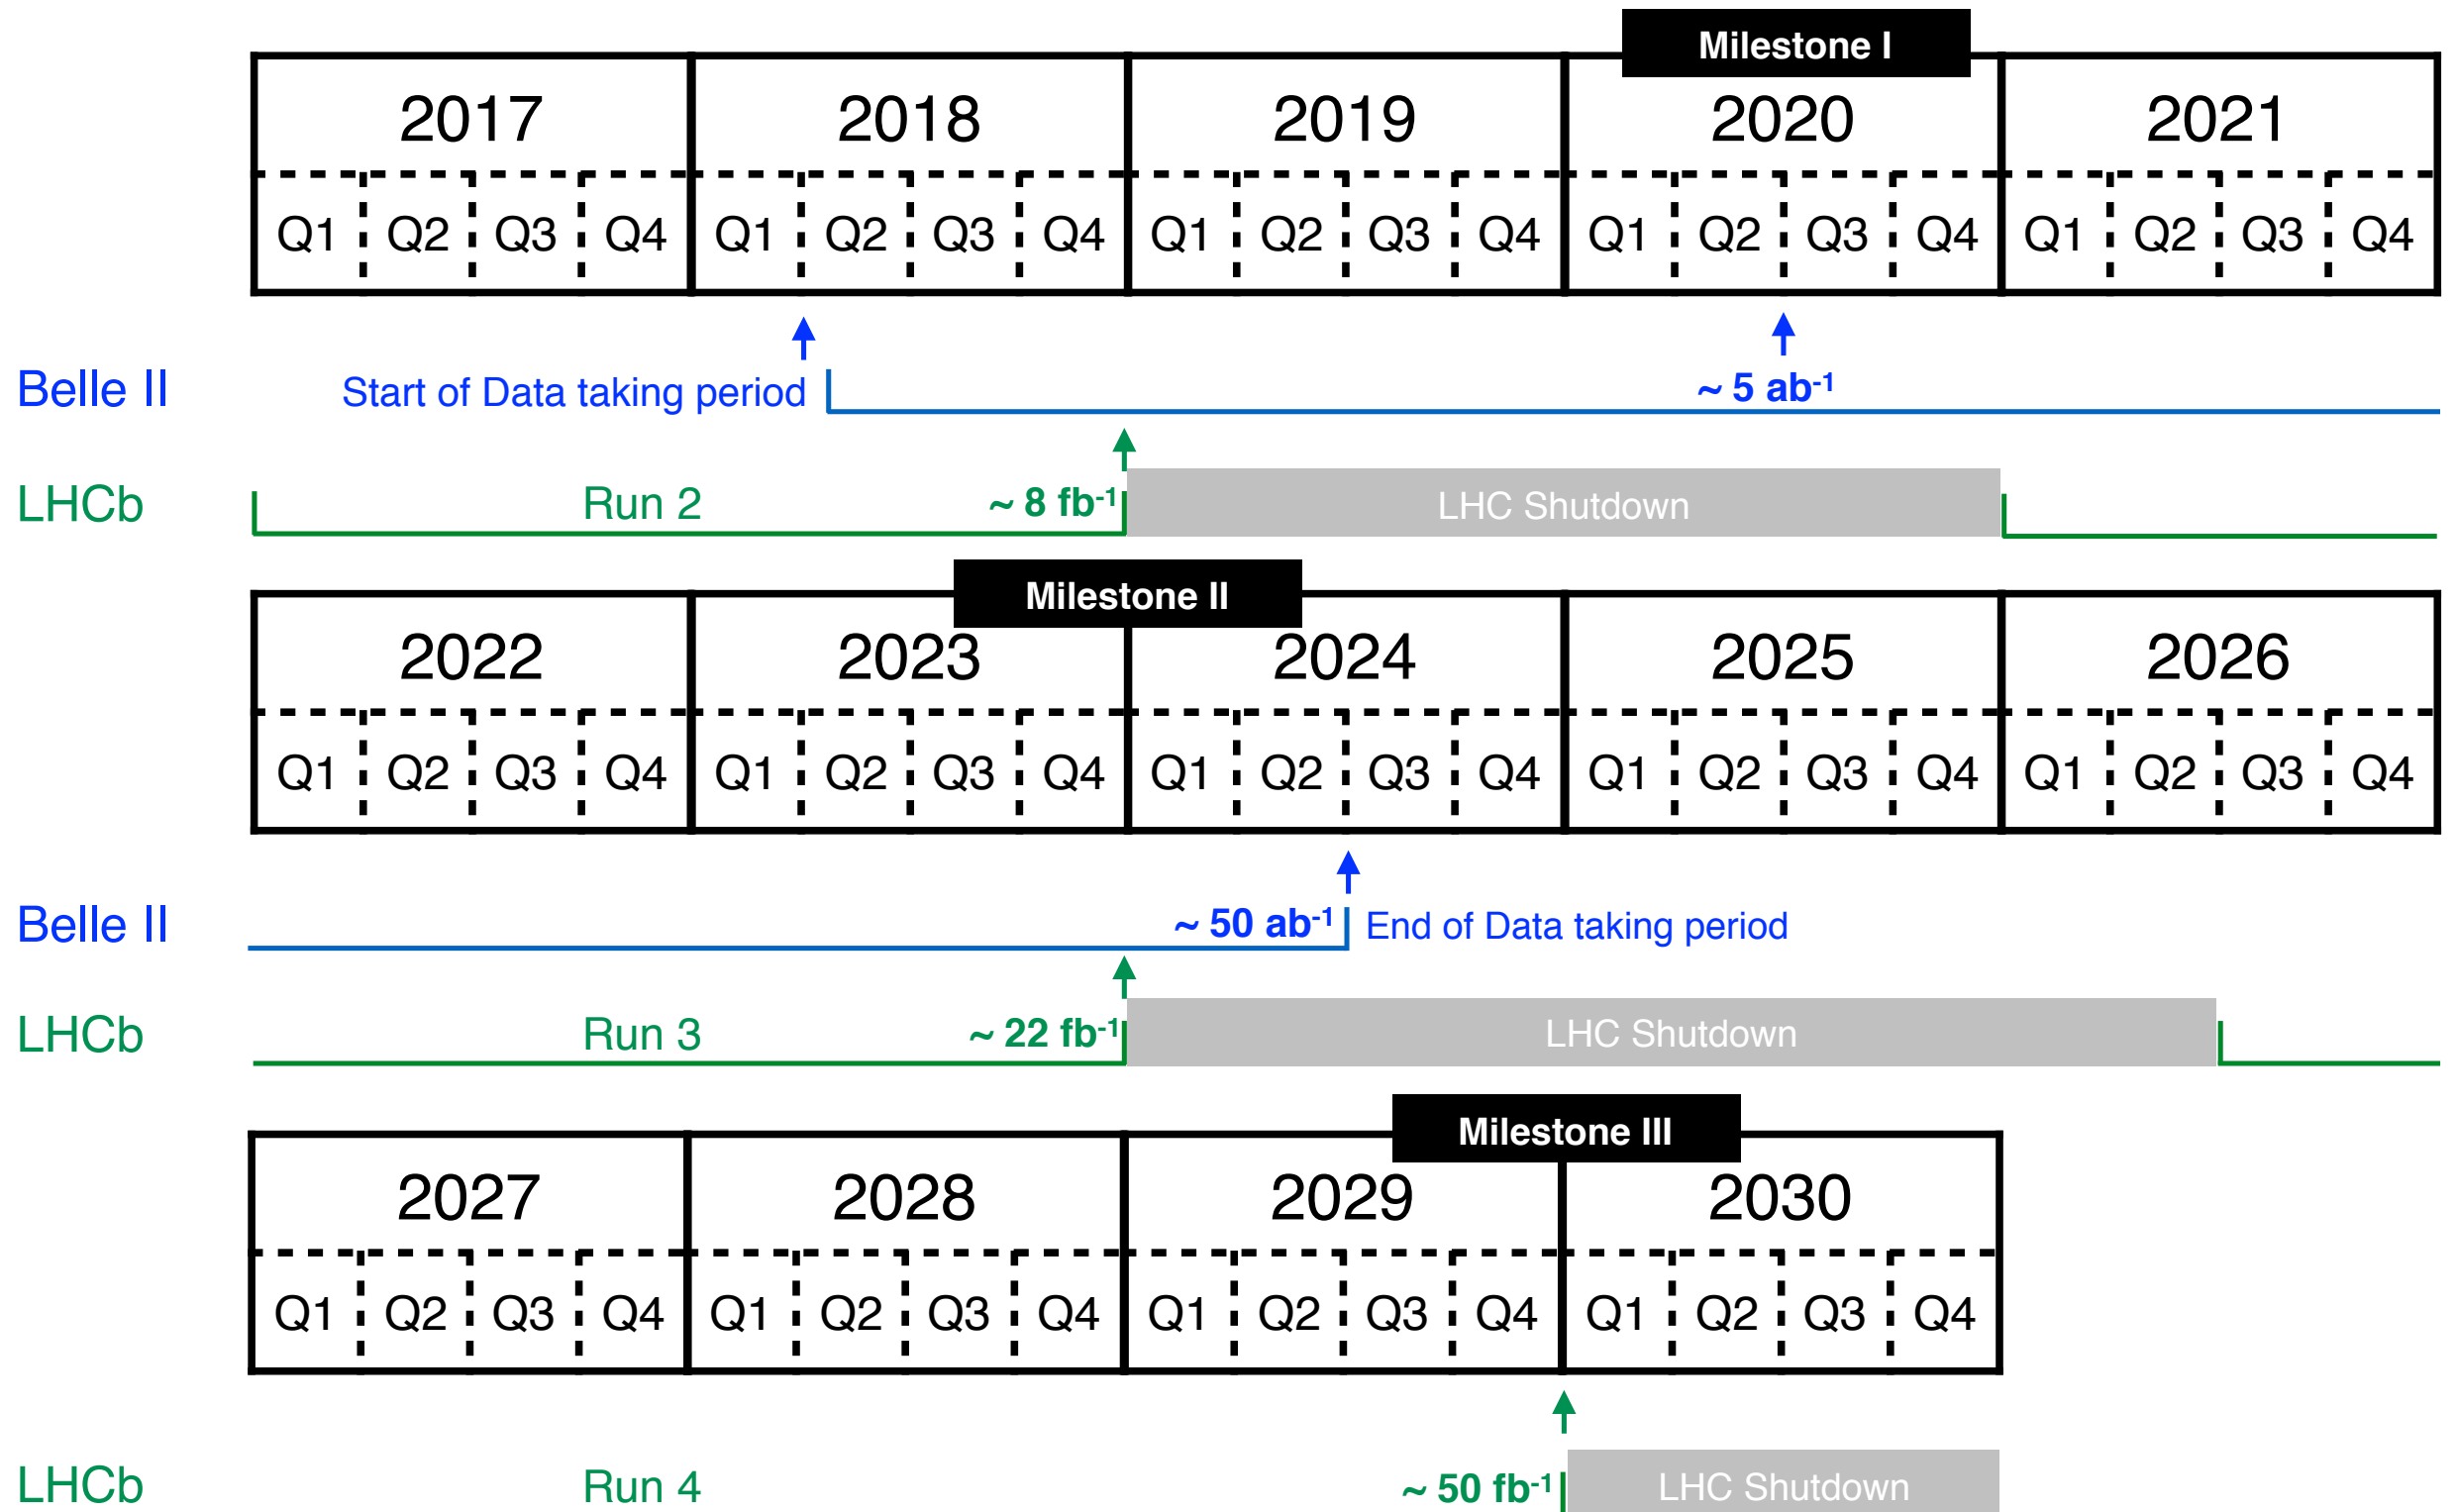 Milestone I
2017 2018 2019 2020 2021
Q1 Q2 Q3 Q4 Q1 Q2 Q3 Q4 Q1 Q2 Q3 Q4 Q1 Q2 Q3 Q4 Q1 Q2 Q3 Q4
Belle II Start of Data taking period ~ 5 ab-1
LHCb Run 2 ~ 8 fb-1 LHC Shutdown
Milestone II
2022 2023 2024 2025 2026
Q1 Q2 Q3 Q4 Q1 Q2 Q3 Q4 Q1 Q2 Q3 Q4 Q1 Q2 Q3 Q4 Q1 Q2 Q3 Q4
Belle II ~ 50 ab-1 End of Data taking period
LHCb Run 3 ~ 22 fb-1 LHC Shutdown
Milestone III
2027 2028 2029 2030
Q1 Q2 Q3 Q4 Q1 Q2 Q3 Q4 Q1 Q2 Q3 Q4 Q1 Q2 Q3 Q4
LHCb Run 4 ~ 50 fb-1 LHC Shutdown